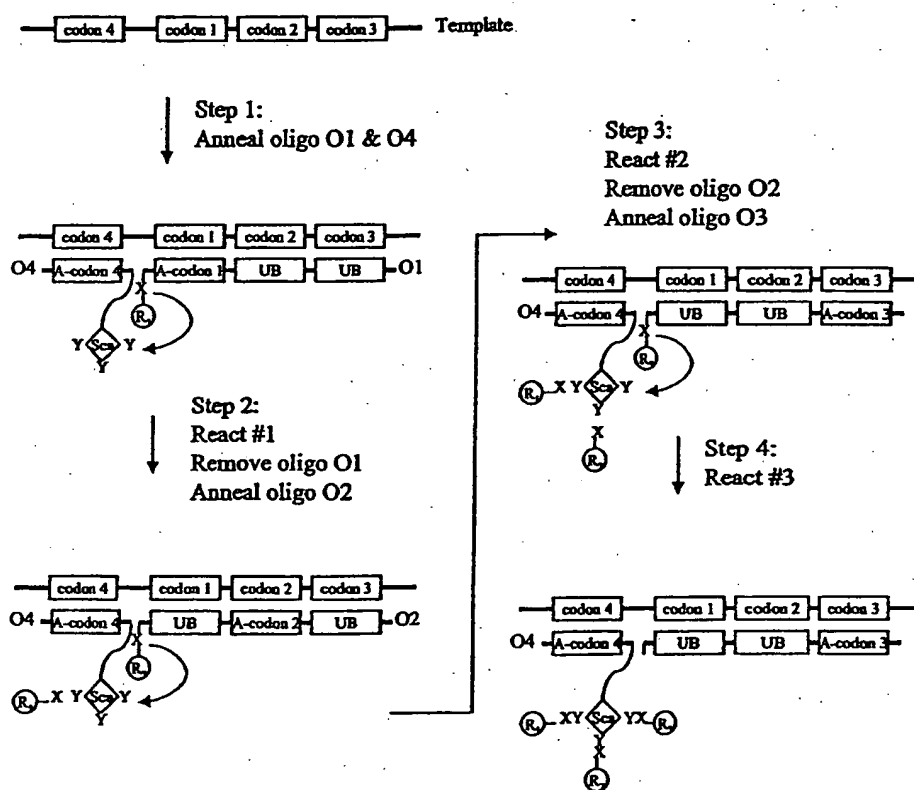 codon 4 codon 1 codon 2 codon 3 Template
Step 1:
Anneal oligo O1 & O4
codon 4 codon 1 codon 2 codon 3
O4 A-codon 4 A-codon 1 UB UB O1
X
R
Y Sca Y
Y
Step 2:
React #1
Remove oligo O1
Anneal oligo O2
codon 4 codon 1 codon 2 codon 3
O4 A-codon 4 UB A-codon 2 UB O2
X
R
R X Y Sca Y
Y
Step 3:
React #2
Remove oligo O2
Anneal oligo O3
codon 4 codon 1 codon 2 codon 3
O4 A-codon 4 UB UB A-codon 3
X
R
R X Y Sca Y
Y
X
R
Step 4:
React #3
codon 4 codon 1 codon 2 codon 3
O4 A-codon 4 UB UB A-codon 3
R XY Sca YX R
Y
X
R